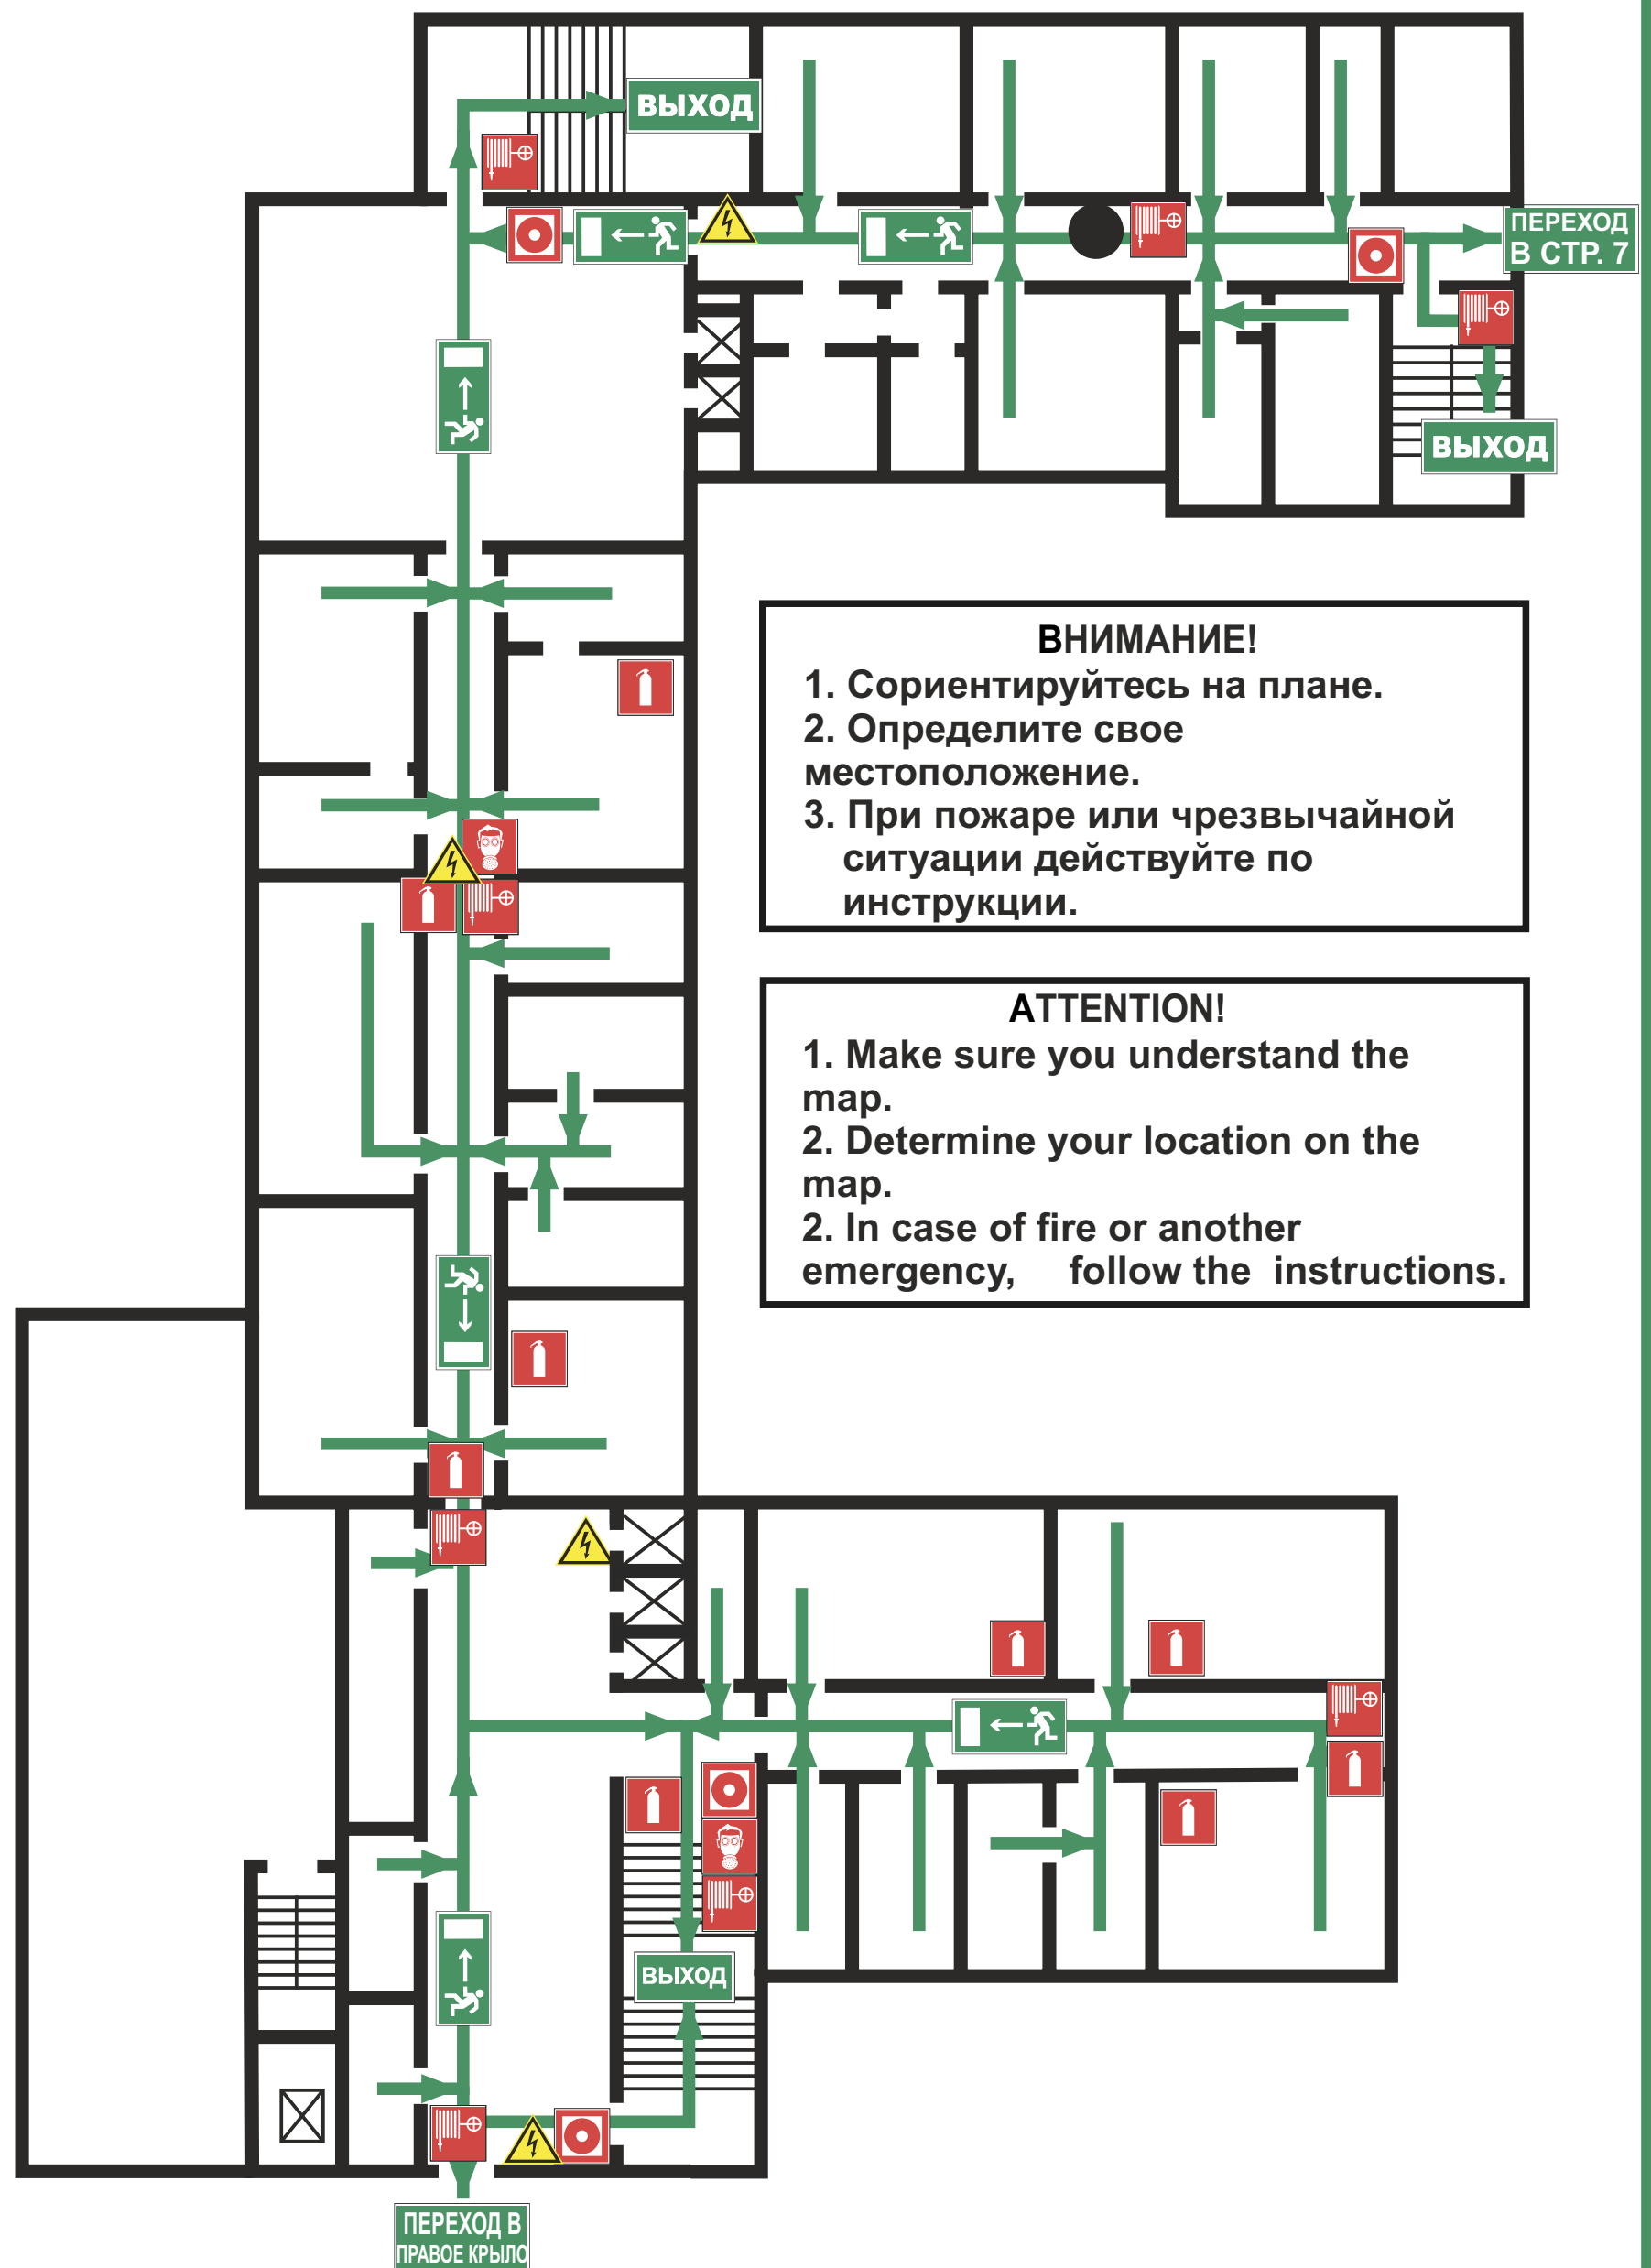 ВЫХОД
ПЕРЕХОД
В СТР. 7
ВЫХОД
ВНИМАНИЕ!
1. Сориентируйтесь на плане.
2. Определите свое
местоположение.
3. При пожаре или чрезвычайной
ситуации действуйте по
инструкции.
ATTENTION!
1. Make sure you understand the
map.
2. Determine your location on the
map.
2. In case of fire or another
emergency, follow the instructions.
ВЫХОД
ПЕРЕХОД В
ПРАВОЕ КРЫЛО